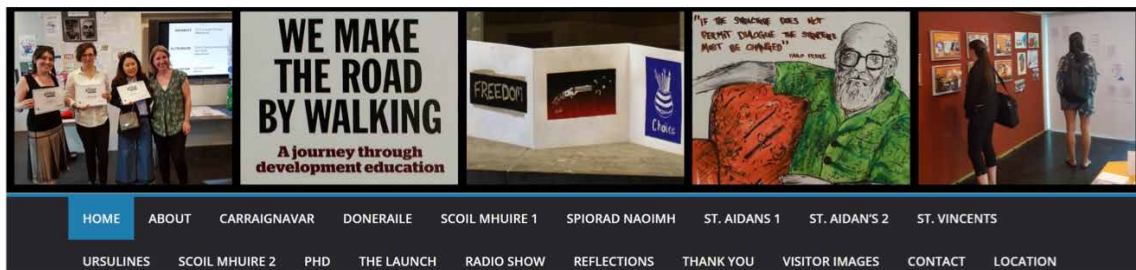 WE MAKE
THE ROAD
BY WALKING
A journey through
development education
FREEDOM
Choices
"IF THE STRUCTURE DOES NOT
PERMIT DIALOGUE THE STRUCTURE
MUST BE CHANGED"
PAULO FREIRE
HOME ABOUT CARRAIGNAVAR DONERAILE SCOIL MHUIRE 1 SPIORAD NAOIMH ST. AIDANS 1 ST. AIDAN'S 2 ST. VINCENTS
URSULINES SCOIL MHUIRE 2 PHD THE LAUNCH RADIO SHOW REFLECTIONS THANK YOU VISITOR IMAGES CONTACT LOCATION